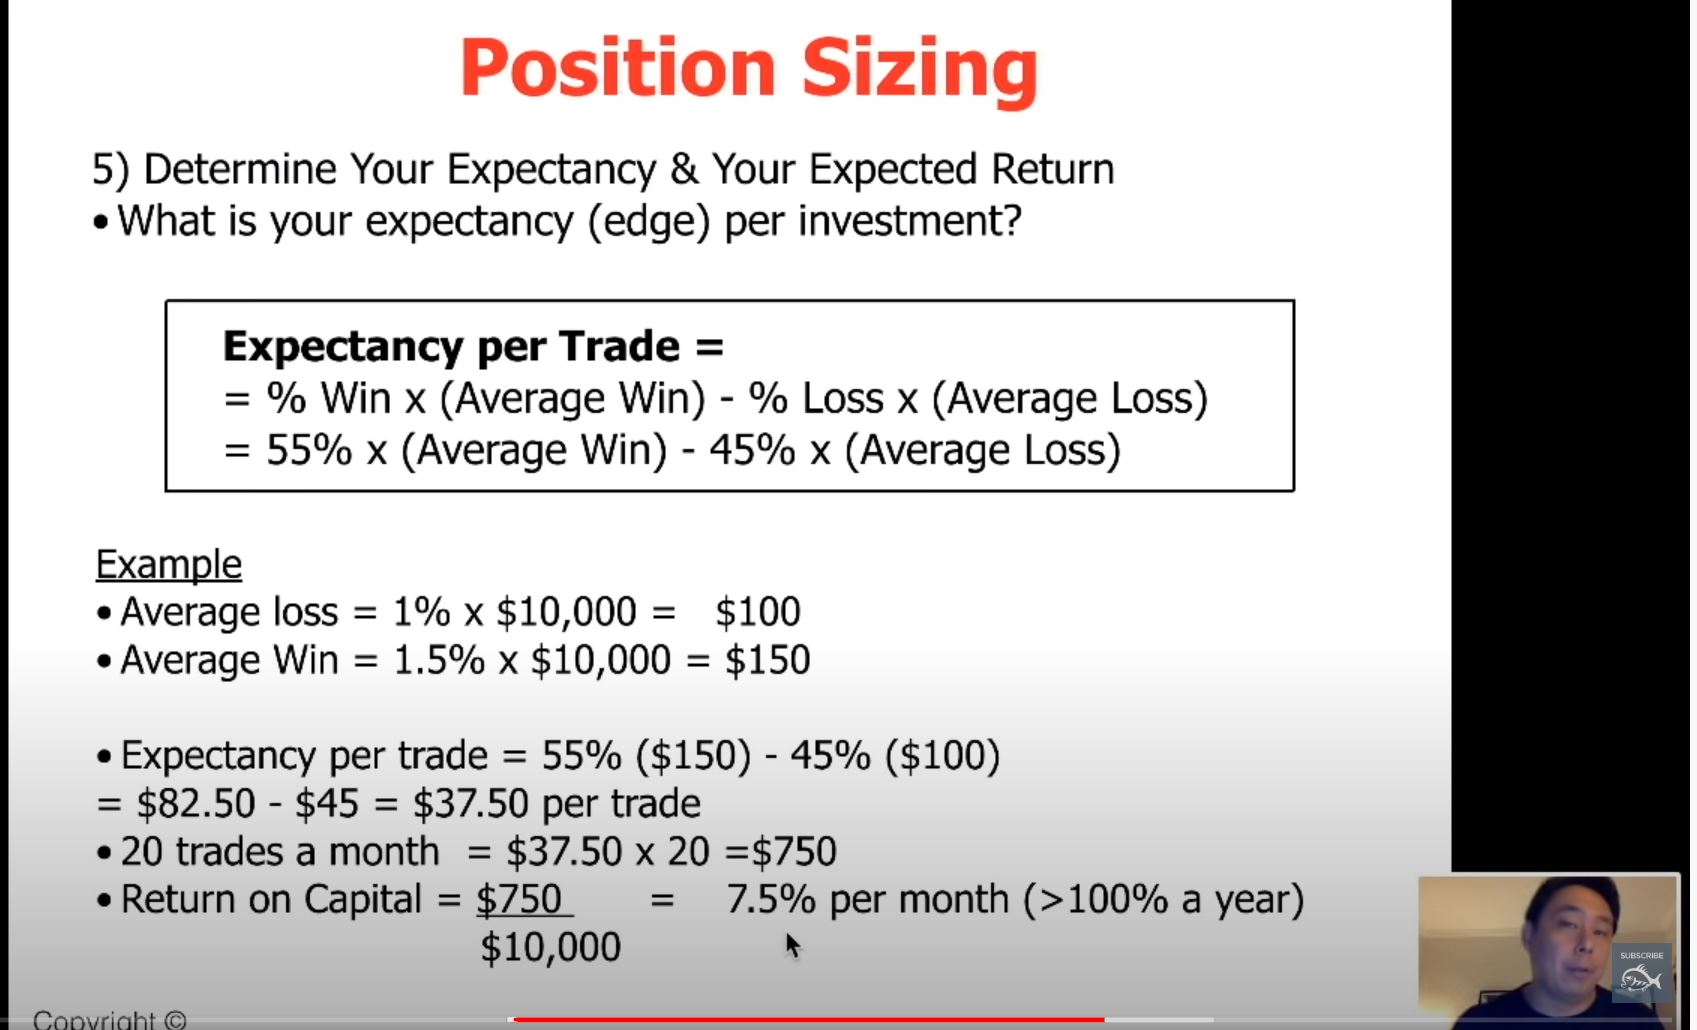 Position Sizing
5) Determine Your Expectancy & Your Expected Return
• What is your expectancy (edge) per investment?
Expectancy per Trade =
= % Win x (Average Win) - % Loss x (Average Loss)
= 55% x (Average Win) - 45% x (Average Loss)
Example
• Average loss = 1% x $10,000 = $100
• Average Win = 1.5% x $10,000 = $150
• Expectancy per trade = 55% ($150) - 45% ($100)
= $82.50 - $45 = $37.50 per trade
• 20 trades a month = $37.50 x 20 =$750
• Return on Capital = $750 = 7.5% per month (>100% a year)
$10,000
SUBSCRIBE
Copyright ©